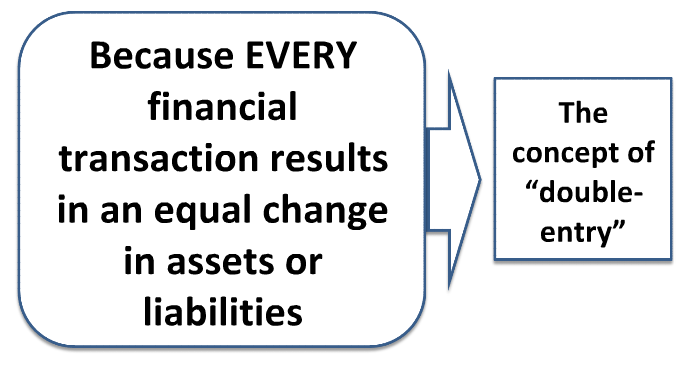 Because EVERY
financial
transaction results
in an equal change
in assets or
liabilities
The
concept of
“double-
entry”